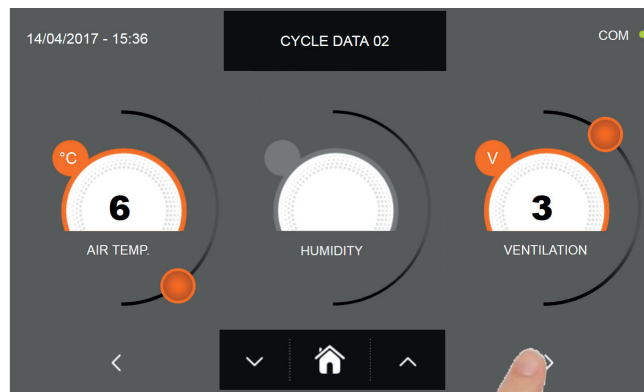 14/04/2017 - 15:36
CYCLE DATA 02
COM
°C
V
6
3
AIR TEMP.
HUMIDITY
VENTILATION